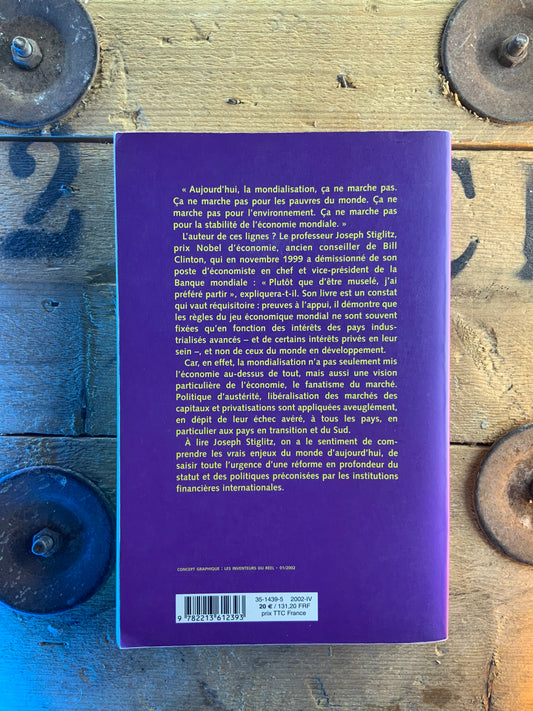 2
« Aujourd'hui, la mondialisation, ça ne marche pas.
Ça ne marche pas pour les pauvres du monde. Ça ne
marche pas pour l'environnement. Ça ne marche pas
pour la stabilité de l'économie mondiale. »
L'auteur de ces lignes ? Le professeur Joseph Stiglitz,
prix Nobel d'économie, ancien conseiller de Bill
Clinton, qui en novembre 1999 a démissionné de son
poste d'économiste en chef et vice-président de la
Banque mondiale : « Plutôt que d'être muselé, j'ai
préféré partir », expliquera-t-il. Son livre est un constat
qui vaut réquisitoire : preuves à l'appui, il démontre que
les règles du jeu économique mondial ne sont souvent
fixées qu'en fonction des intérêts des pays indus-
trialisés avancés – et de certains intérêts privés en leur
sein –, et non de ceux du monde en développement.
Car, en effet, la mondialisation n'a pas seulement mis
l'économie au-dessus de tout, mais aussi une vision
particulière de l'économie, le fanatisme du marché.
Politique d'austérité, libéralisation des marchés des
capitaux et privatisations sont appliquées aveuglément,
en dépit de leur échec avéré, à tous les pays, en
particulier aux pays en transition et du Sud.
À lire Joseph Stiglitz, on a le sentiment de com-
prendre les vrais enjeux du monde d'aujourd'hui, de
saisir toute l'urgence d'une réforme en profondeur du
statut et des politiques préconisées par les institutions
financières internationales.
CONCEPT GRAPHIQUE : LES INVENTEURS DU RÉEL • 01/2002
35-1439-5 2002-IV
20 € / 131,20 FRF
prix TTC France
9 782213 612393